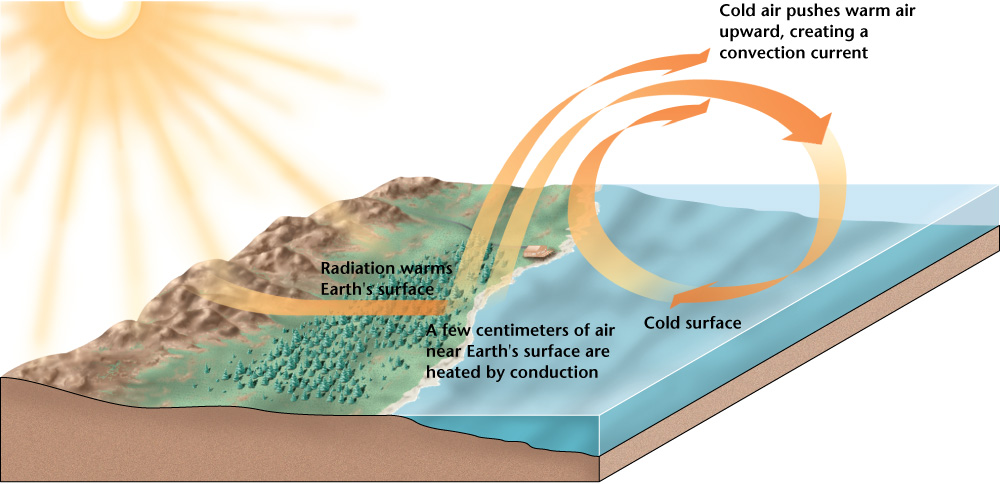 Cold air pushes warm air
upward, creating a
convection current
Radiation warms
Earth's surface
A few centimeters of air
near Earth's surface are
heated by conduction
Cold surface